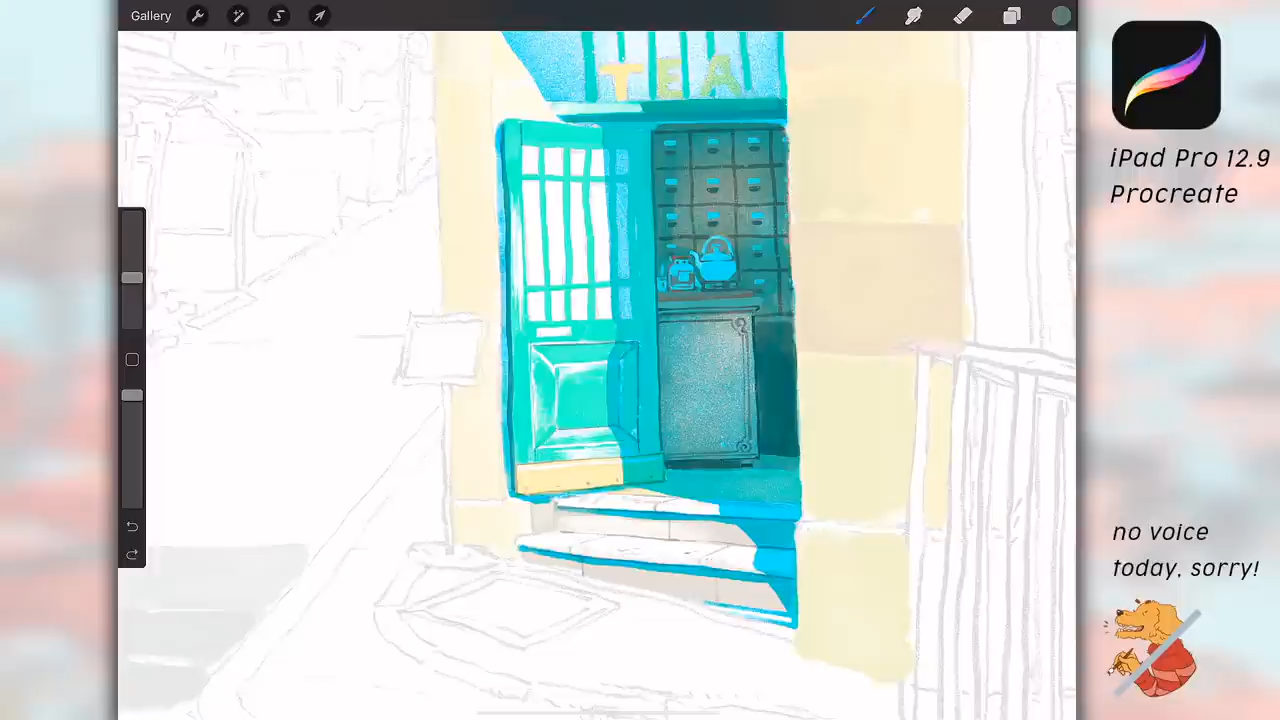 Gallery
TEA
iPad Pro 12.9
Procreate
no voice
today, sorry!